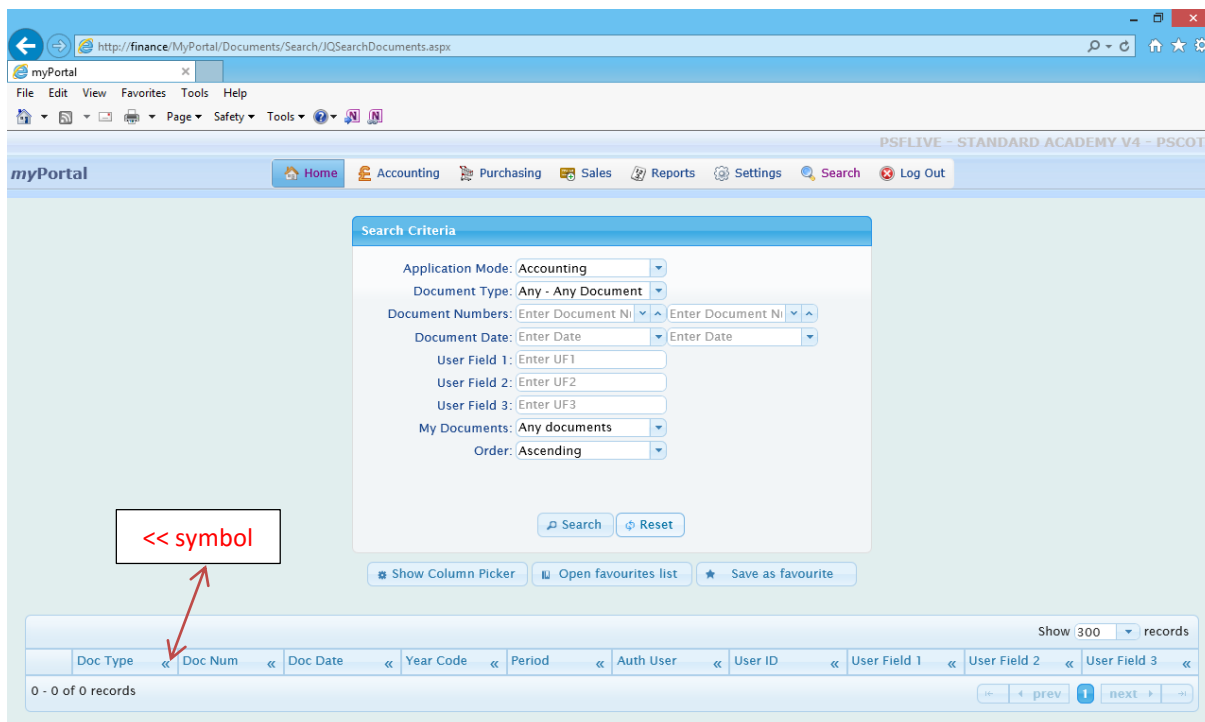 http://finance/MyPortal/Documents/Search/JQSearchDocuments.aspx
myPortal
File Edit View Favorites Tools Help
Page Safety Tools
PSFLIVE - STANDARD ACADEMY V4 - PSCOT
myPortal Home Accounting Purchasing Sales Reports Settings Search Log Out
Search Criteria
Application Mode: Accounting
Document Type: Any - Any Document
Document Numbers: Enter Document Nu Enter Document Nu
Document Date: Enter Date Enter Date
User Field 1: Enter UF1
User Field 2: Enter UF2
User Field 3: Enter UF3
My Documents: Any documents
Order: Ascending
Search Reset
<< symbol
Show Column Picker Open favourites list Save as favourite
Show 300 records
Doc Type « Doc Num « Doc Date « Year Code « Period « Auth User « User ID « User Field 1 « User Field 2 « User Field 3 «
0 - 0 of 0 records prev 1 next